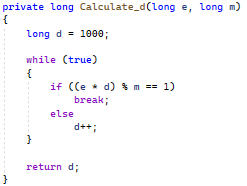 private long Calculate_d(long e, long m)
{
    long d = 1000;
    while (true)
    {
        if ((e * d) % m == 1)
            break;
        else
            d++;
    }
    return d;
}